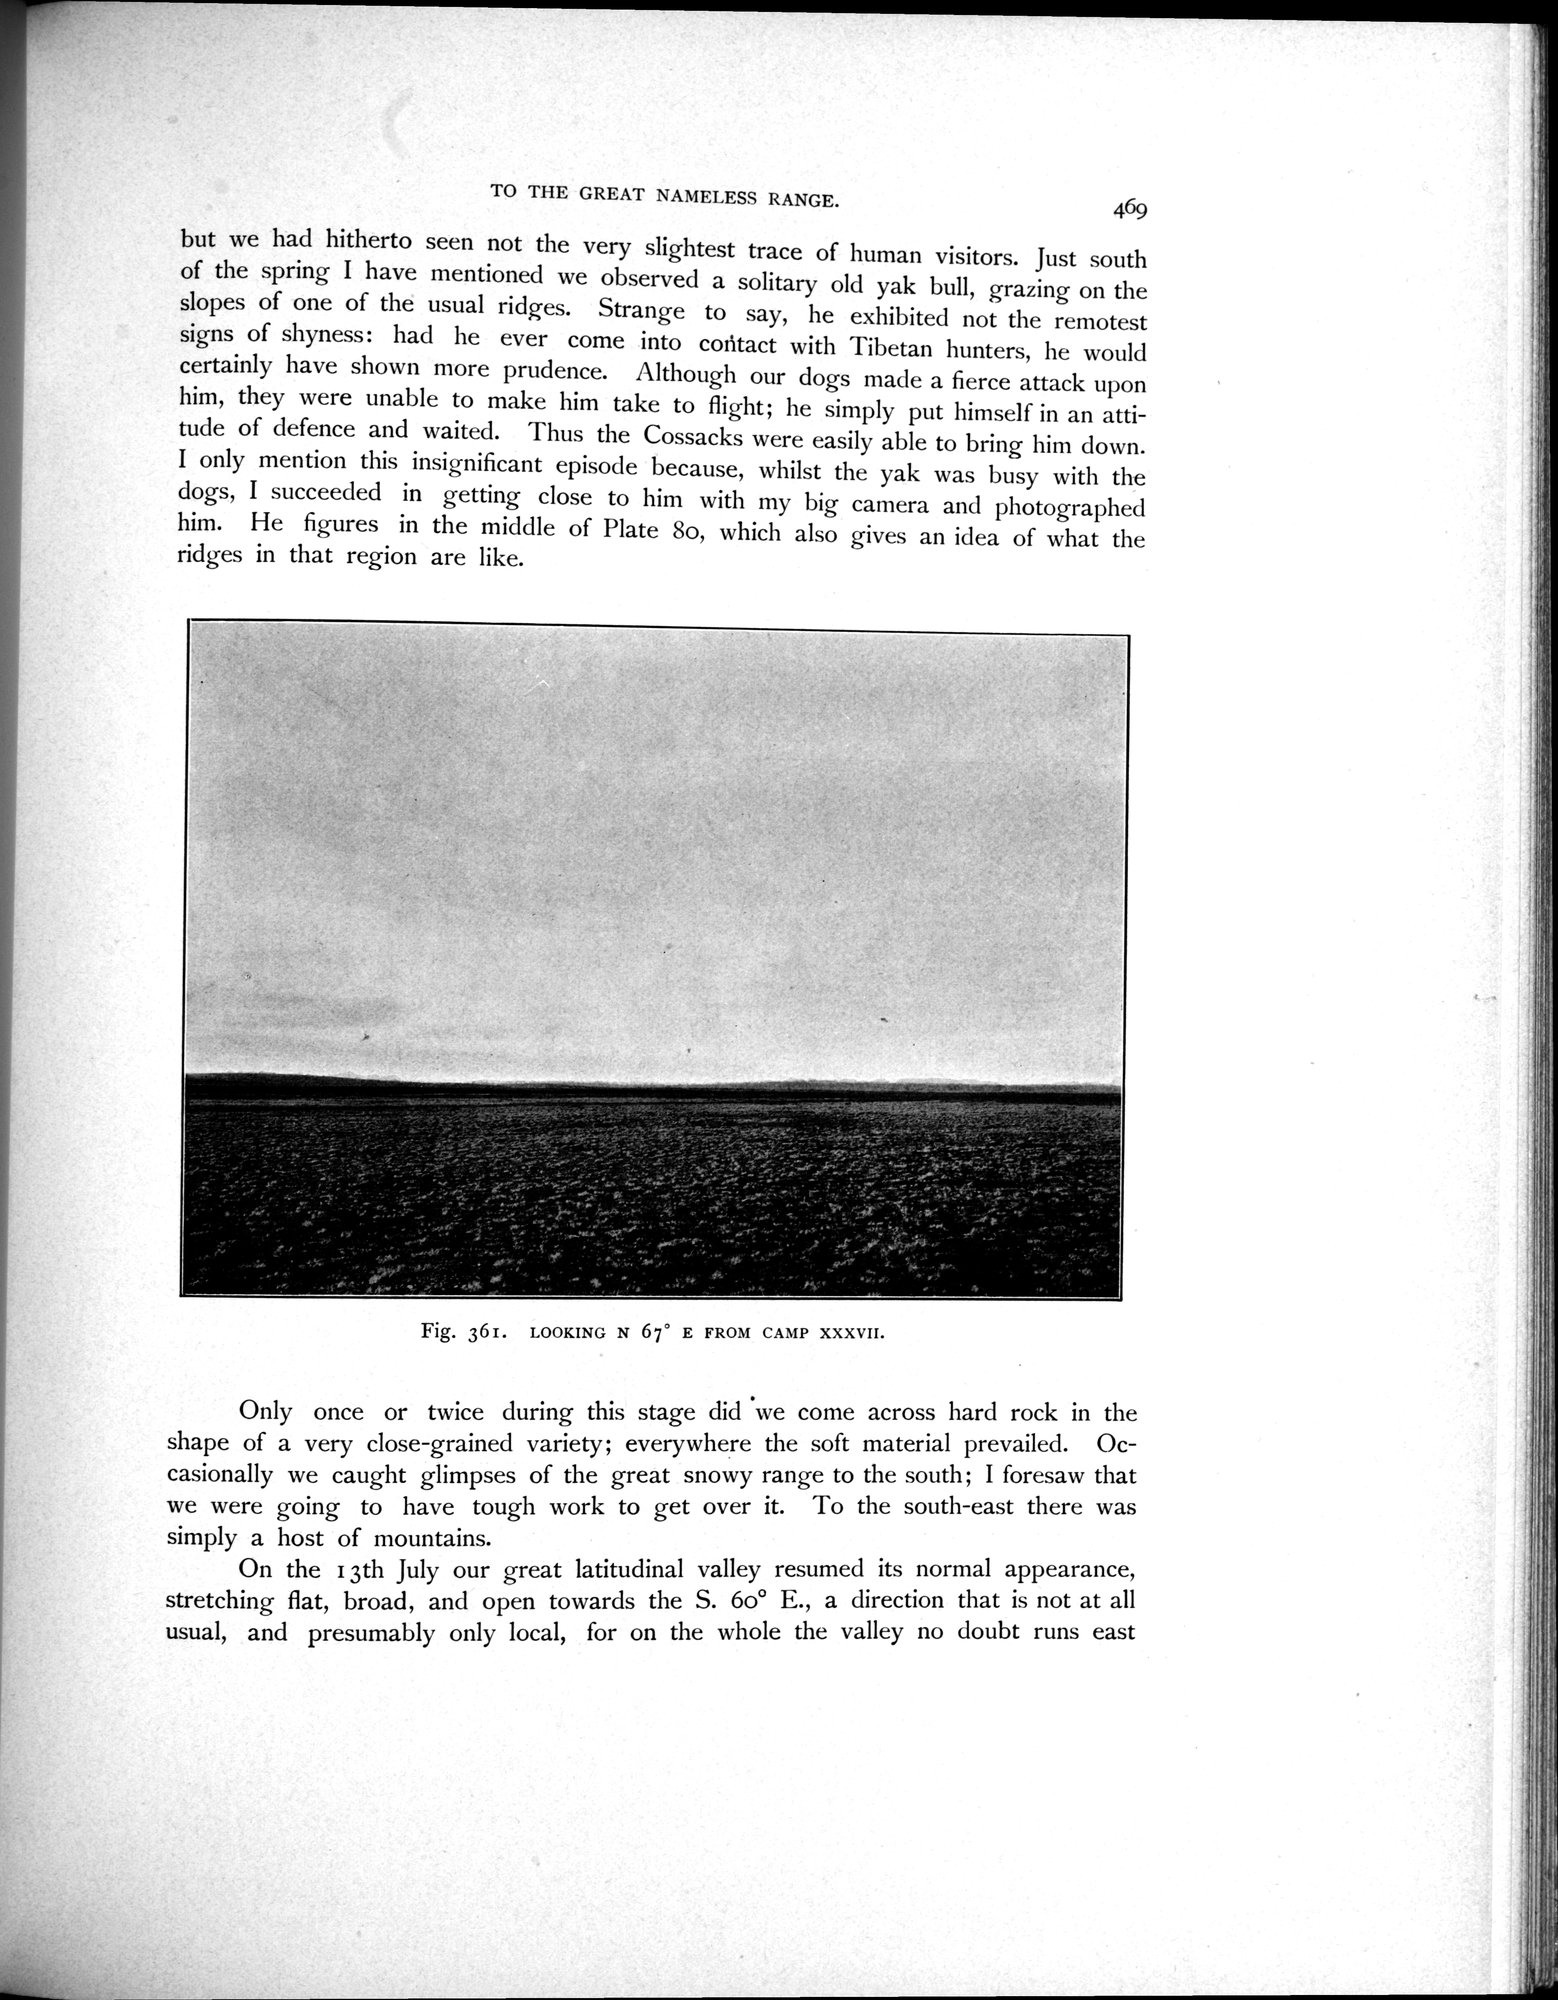 TO THE GREAT NAMELESS RANGE.
469
but we had hitherto seen not the very slightest trace of human visitors. Just south
of the spring I have mentioned we observed a solitary old yak bull, grazing on the
slopes of one of the usual ridges. Strange to say, he exhibited not the remotest
signs of shyness: had he ever come into contact with Tibetan hunters, he would
certainly have shown more prudence. Although our dogs made a fierce attack upon
him, they were unable to make him take to flight; he simply put himself in an atti-
tude of defence and waited. Thus the Cossacks were easily able to bring him down.
I only mention this insignificant episode because, whilst the yak was busy with the
dogs, I succeeded in getting close to him with my big camera and photographed
him. He figures in the middle of Plate 80, which also gives an idea of what the
ridges in that region are like.
Fig. 361. LOOKING N 67° E FROM CAMP XXXVII.
Only once or twice during this stage did we come across hard rock in the
shape of a very close-grained variety; everywhere the soft material prevailed. Oc-
casionally we caught glimpses of the great snowy range to the south; I foresaw that
we were going to have tough work to get over it. To the south-east there was
simply a host of mountains.
On the 13th July our great latitudinal valley resumed its normal appearance,
stretching flat, broad, and open towards the S. 60° E., a direction that is not at all
usual, and presumably only local, for on the whole the valley no doubt runs east